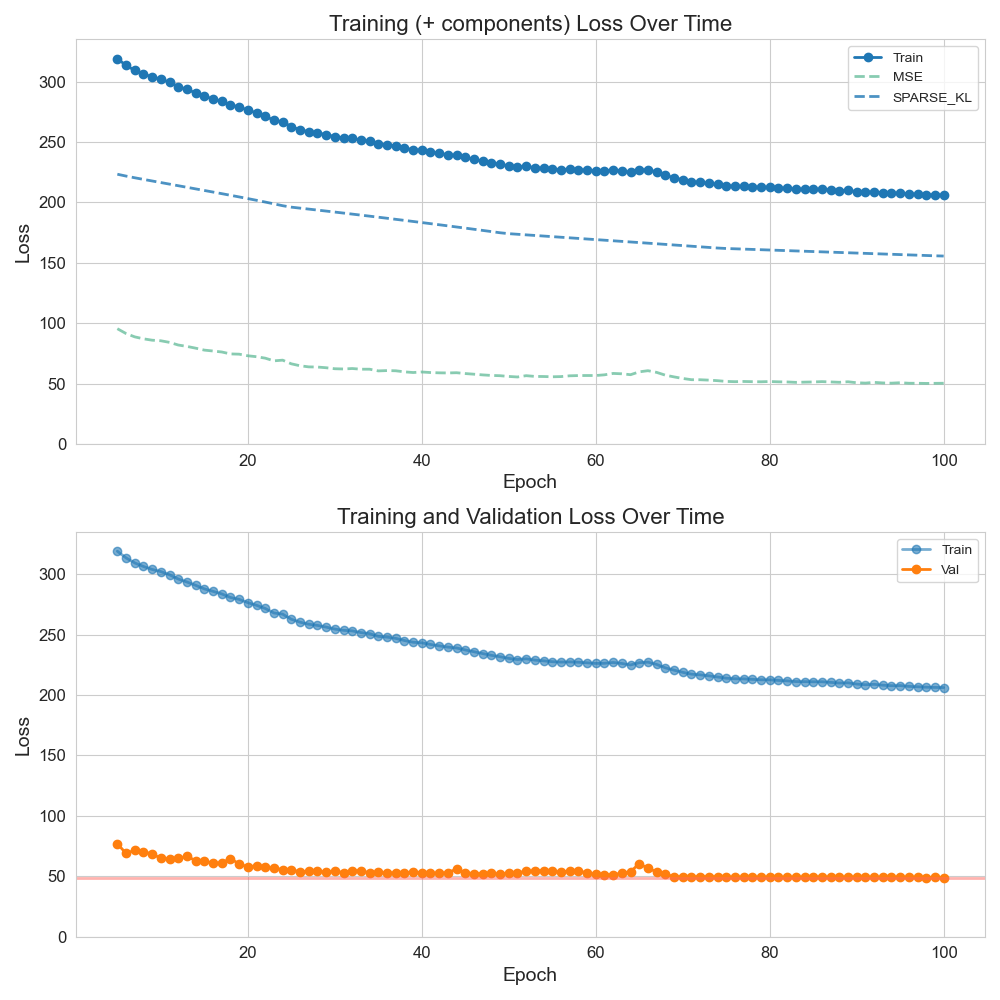 Training (+ components) Loss Over Time
Train
MSE
SPARSE_KL
300
250
200
150
100
50
0
Loss
20 40 60 80 100
Epoch
Training and Validation Loss Over Time
Train
Val
300
250
200
150
100
50
0
Loss
20 40 60 80 100
Epoch